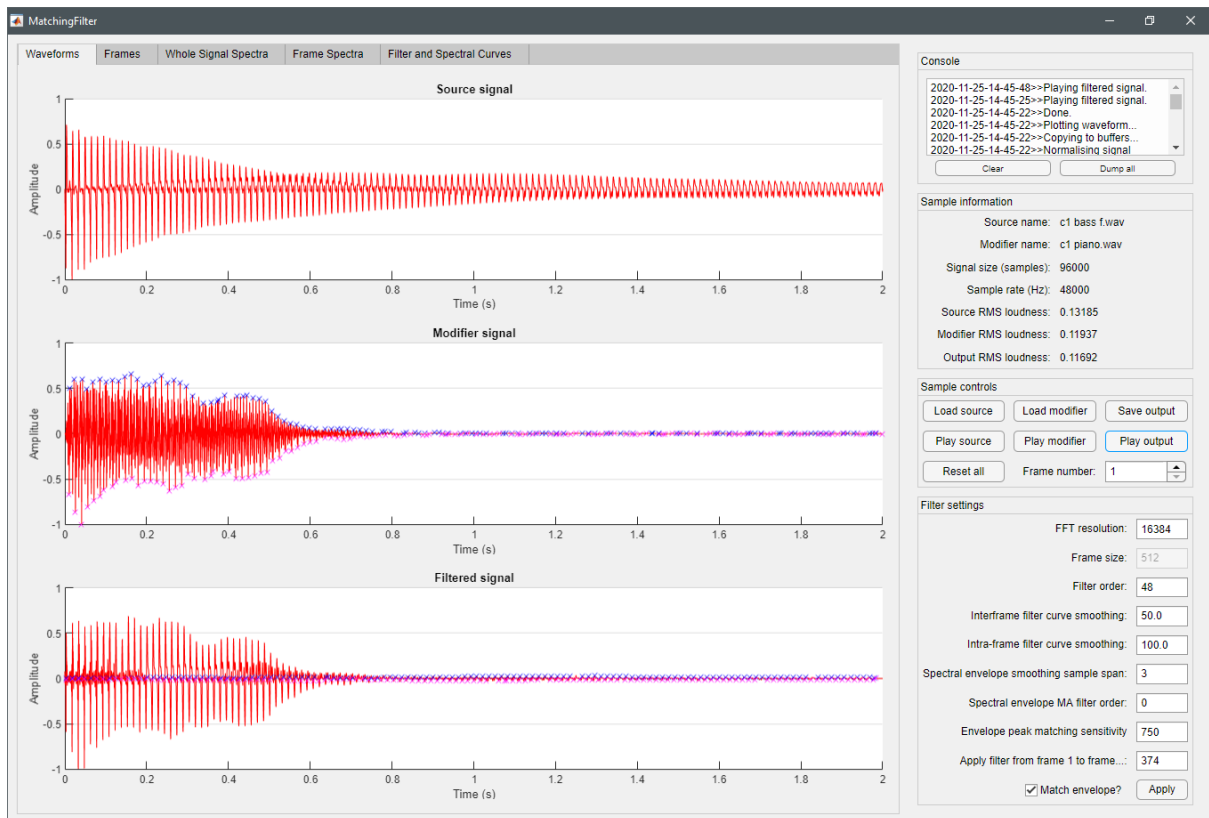 MatchingFilter
Waveforms Frames Whole Signal Spectra Frame Spectra Filter and Spectral Curves
Source signal
1
0.5
0
-0.5
-1
Amplitude
0 0.2 0.4 0.6 0.8 1 1.2 1.4 1.6 1.8 2
Time (s)
Modifier signal
1
0.5
0
-0.5
-1
Amplitude
0 0.2 0.4 0.6 0.8 1 1.2 1.4 1.6 1.8 2
Time (s)
Filtered signal
1
0.5
0
-0.5
-1
Amplitude
0 0.2 0.4 0.6 0.8 1 1.2 1.4 1.6 1.8 2
Time (s)
Console
2020-11-25-14-45-48>>Playing filtered signal.
2020-11-25-14-45-25>>Playing filtered signal.
2020-11-25-14-45-22>>Done.
2020-11-25-14-45-22>>Plotting waveform...
2020-11-25-14-45-22>>Copying to buffers...
2020-11-25-14-45-22>>Normalising signal
Clear Dump all
Sample information
Source name: c1 bass f.wav
Modifier name: c1 piano.wav
Signal size (samples): 96000
Sample rate (Hz): 48000
Source RMS loudness: 0.13185
Modifier RMS loudness: 0.11937
Output RMS loudness: 0.11692
Sample controls
Load source Load modifier Save output
Play source Play modifier Play output
Reset all Frame number: 1
Filter settings
FFT resolution: 16384
Frame size: 512
Filter order: 48
Interframe filter curve smoothing: 50.0
Intra-frame filter curve smoothing: 100.0
Spectral envelope smoothing sample span: 3
Spectral envelope MA filter order: 0
Envelope peak matching sensitivity 750
Apply filter from frame 1 to frame...: 374
Match envelope? Apply